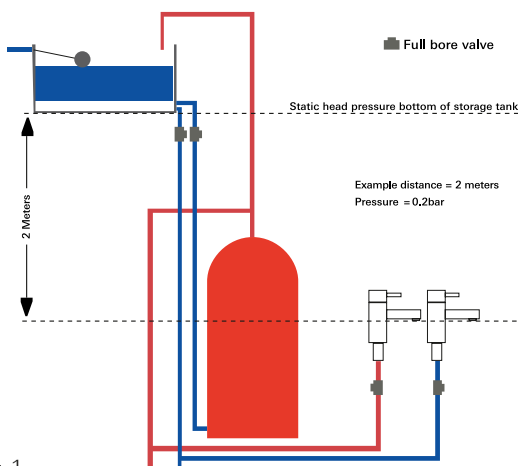 Full bore valve
Static head pressure bottom of storage tank
Example distance = 2 meters
Pressure = 0.2bar
2 Meters
1